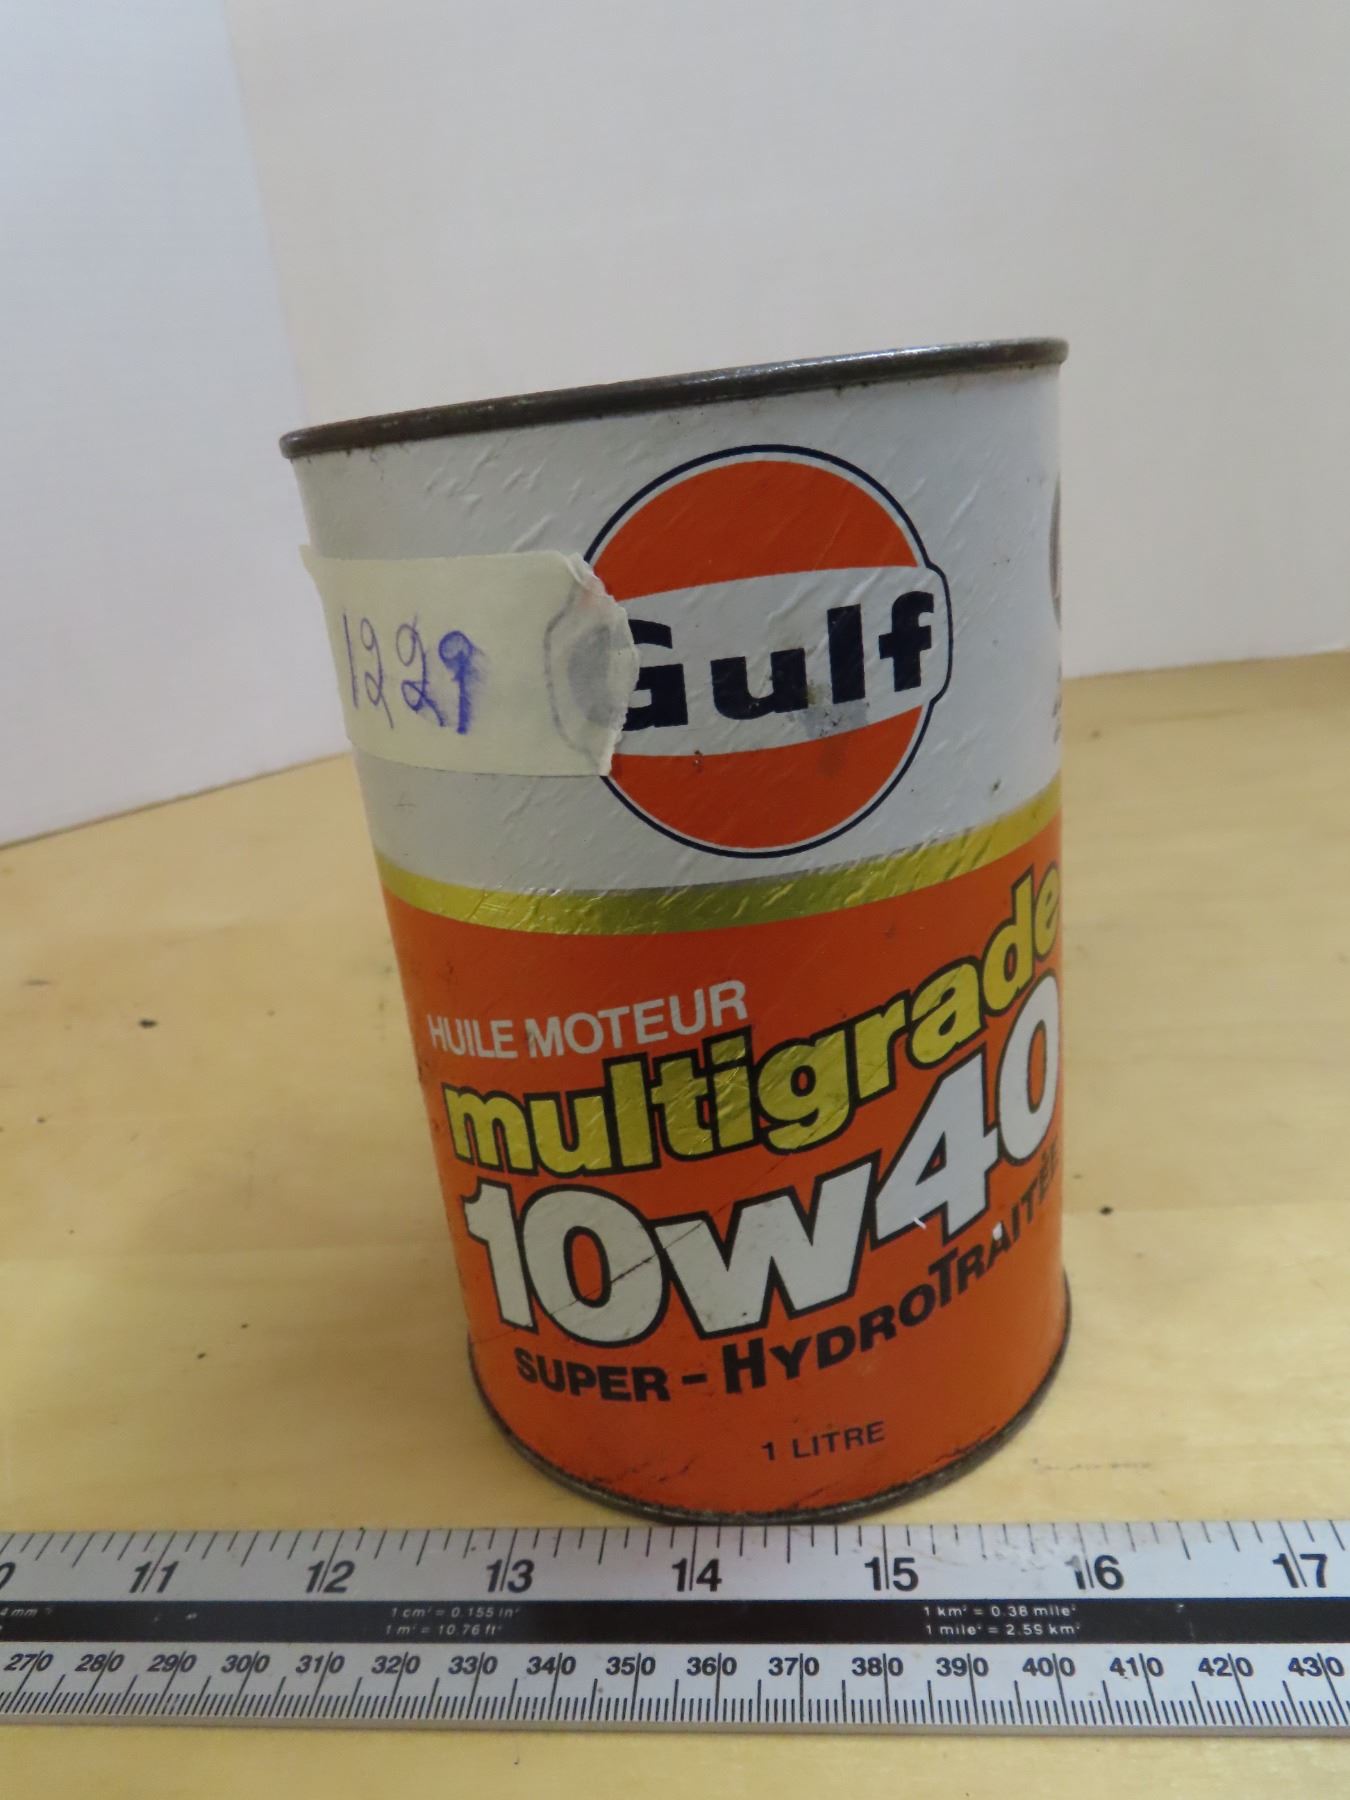 Gulf
1229
HUILE MOTEUR
multigrade
10w40
SUPER-HYDROTRAITÉE
1 LITRE
11 12 13 14 15 16 17
1 cm² = 0.155 in² 1 km² = 0.38 mile²
1 m² = 10.76 ft² 1 mile² = 2.59 km²
270 280 290 300 310 320 330 340 350 360 370 380 390 400 410 420 430